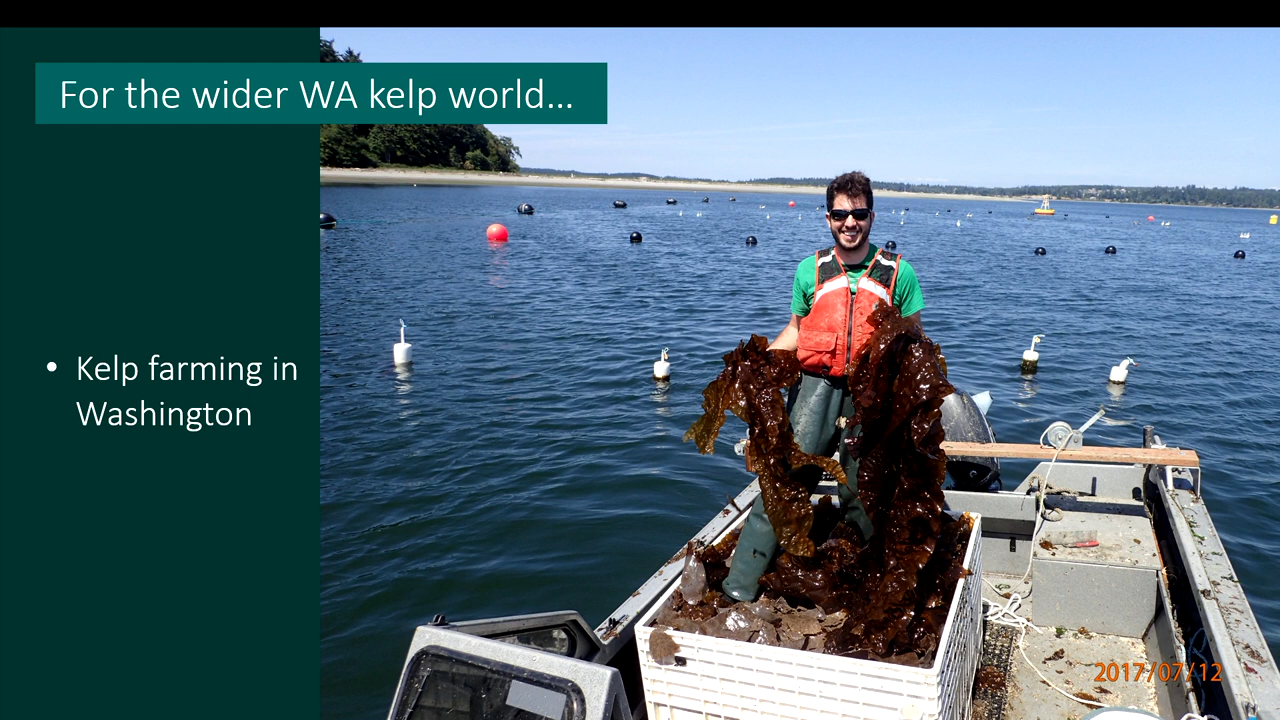 For the wider WA kelp world...
• Kelp farming in
Washington
2017/07/12